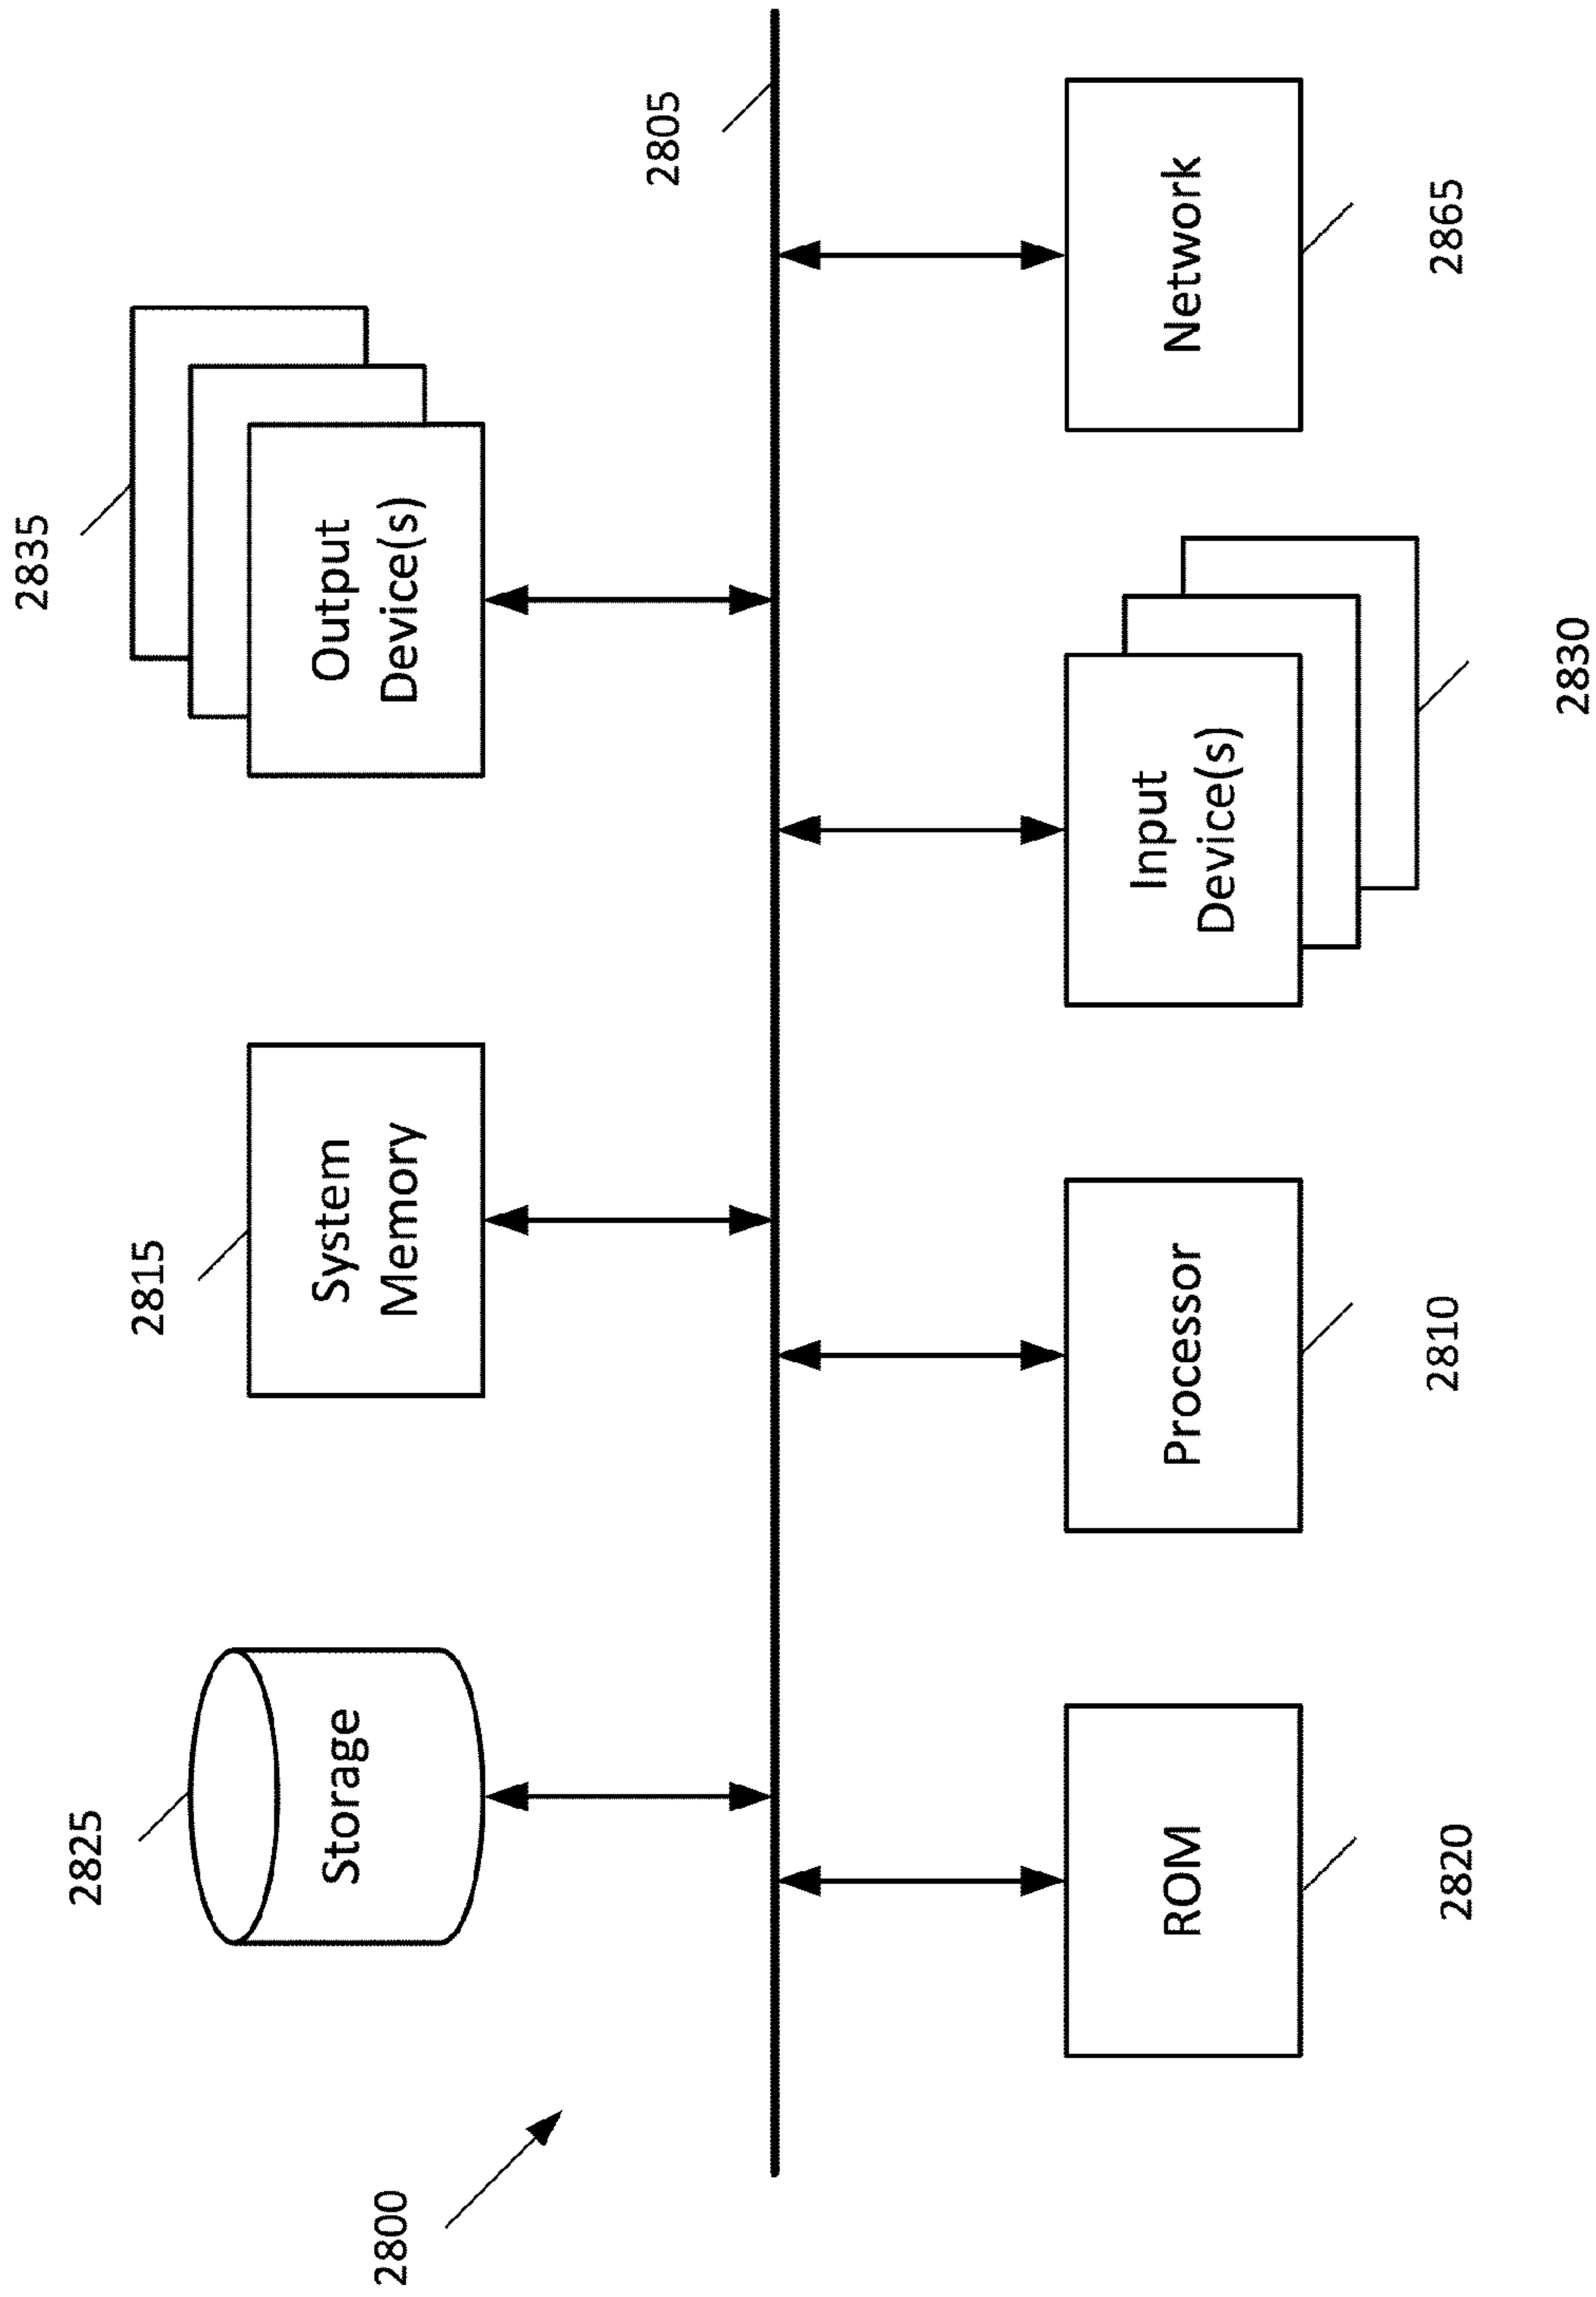 2825
2815
2835
Storage
System
Memory
Output
Device(s)
2800
2805
ROM
Processor
Input
Device(s)
Network
2820
2810
2830
2865